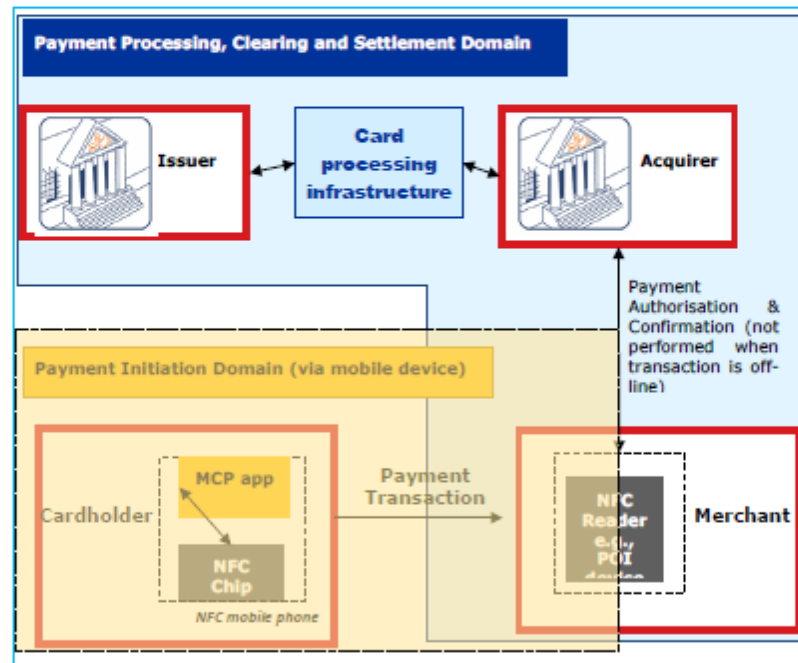 Payment Processing, Clearing and Settlement Domain
Issuer
Card
processing
infrastructure
Acquirer
Payment
Authorisation &
Confirmation (not
performed when
transaction is off-
line)
Payment Initiation Domain (via mobile device)
Cardholder
MCP app
NFC
Chip
NFC mobile phone
Payment
Transaction
NFC
Reader
e.g.,
POI
device
Merchant